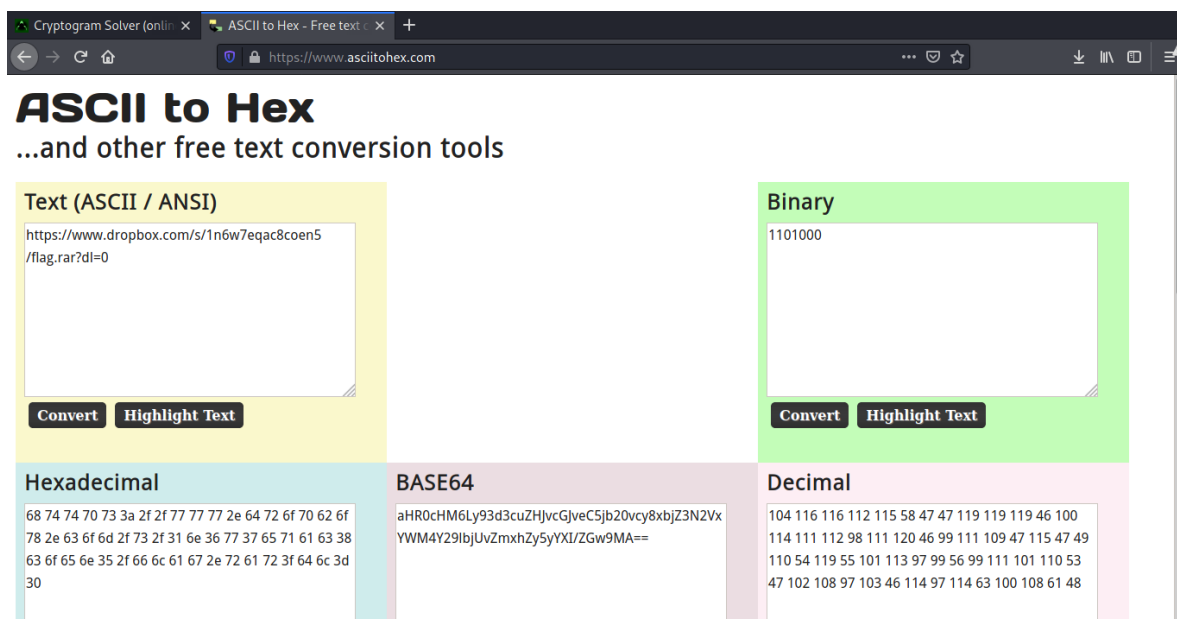 Cryptogram Solver (onlin
ASCII to Hex - Free text c
https://www.asciitohex.com
ASCII to Hex
...and other free text conversion tools
Text (ASCII / ANSI)
https://www.dropbox.com/s/1n6w7eqac8coen5
/flag.rar?dl=0
Convert Highlight Text
Binary
1101000
Convert Highlight Text
Hexadecimal
68 74 74 70 73 3a 2f 2f 77 77 77 2e 64 72 6f 70 62 6f
78 2e 63 6f 6d 2f 73 2f 31 6e 36 77 37 65 71 61 63 38
63 6f 65 6e 35 2f 66 6c 61 67 2e 72 61 72 3f 64 6c 3d
30
BASE64
aHR0cHM6Ly93d3cuZHJvcGJveC5jb20vcy8xbjZ3N2Vx
YWM4Y29lbjUvZmxhZy5yYXI/ZGw9MA==
Decimal
104 116 116 112 115 58 47 47 119 119 119 46 100
114 111 112 98 111 120 46 99 111 109 47 115 47 49
110 54 119 55 101 113 97 99 56 99 111 101 110 53
47 102 108 97 103 46 114 97 114 63 100 108 61 48